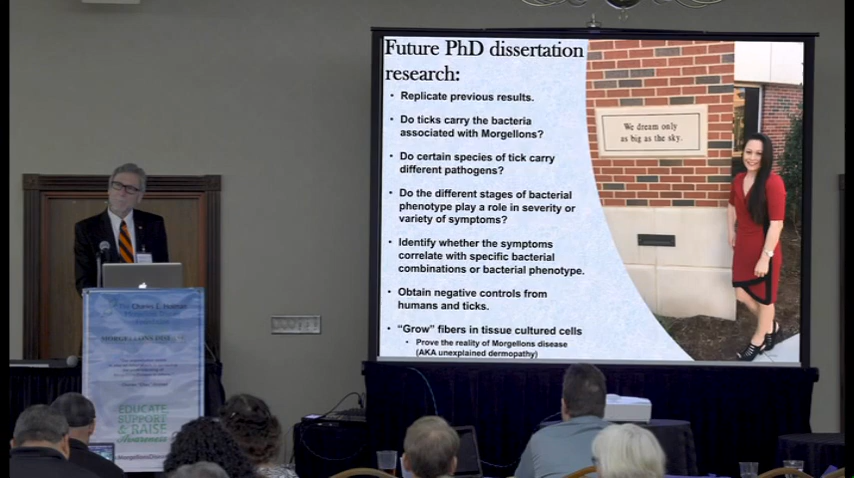 Future PhD dissertation
research:
• Replicate previous results.
• Do ticks carry the bacteria
associated with Morgellons?
• Do certain species of tick carry
different pathogens?
• Do the different stages of bacterial
phenotype play a role in severity or
variety of symptoms?
• Identify whether the symptoms
correlate with specific bacterial
combinations or bacterial phenotype.
• Obtain negative controls from
humans and ticks.
• “Grow” fibers in tissue cultured cells
• Prove the reality of Morgellons disease
(AKA unexplained dermopathy)
We dream only
as big as the sky.
The Charles E. Holman
EDUCATE,
SUPPORT
& RAISE
Awareness